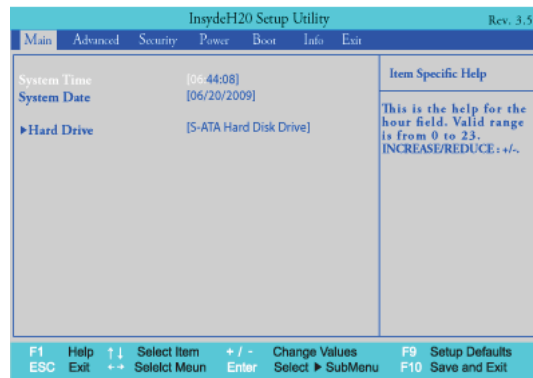 InsydeH20 Setup Utility Rev. 3.5
Main Advanced Security Power Boot Info Exit
System Time [06:44:08]
System Date [06/20/2009]
▶Hard Drive [S-ATA Hard Disk Drive]
Item Specific Help
This is the help for the
hour field. Valid range
is from 0 to 23.
INCREASE/REDUCE : +/-.
F1 Help ↑↓ Select Item + / - Change Values F9 Setup Defaults
ESC Exit ←→ Selelct Meun Enter Select ▶ SubMenu F10 Save and Exit